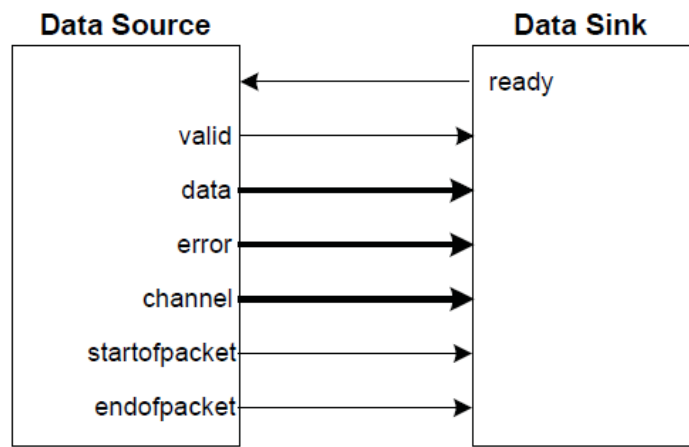 Data Source
Data Sink
ready
valid
data
error
channel
startofpacket
endofpacket